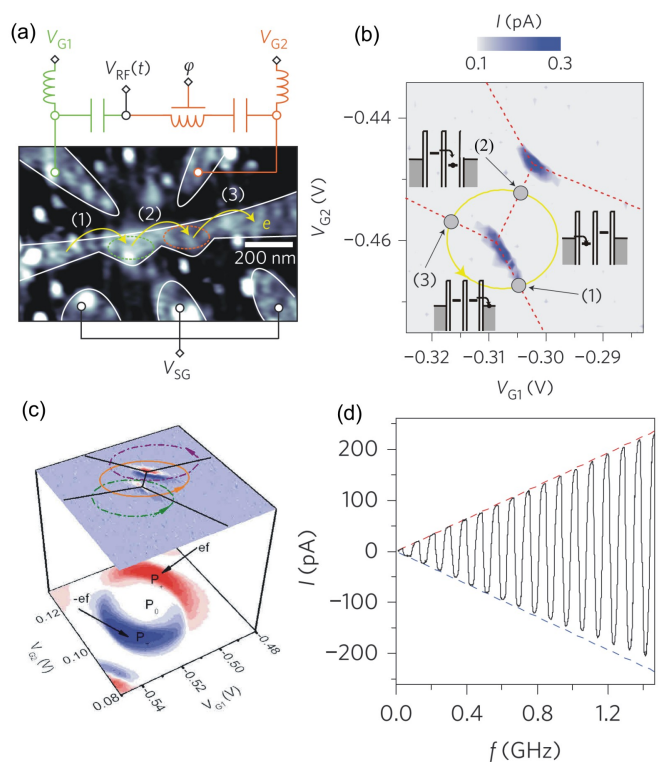 (a)
V_G1
V_RF(t)
φ
V_G2
(1)
(2)
(3)
e
200 nm
V_SG
(b)
I (pA)
0.1
0.3
−0.44
−0.46
V_G2 (V)
(2)
(3)
(1)
−0.32
−0.31
−0.30
−0.29
V_G1 (V)
(c)
ef
-ef
P_+
P_0
P_-
0.12
0.10
0.08
V_G2 (V)
-0.54
-0.52
-0.50
-0.48
V_G1 (V)
(d)
200
100
0
−100
−200
I (pA)
0.0
0.4
0.8
1.2
f (GHz)